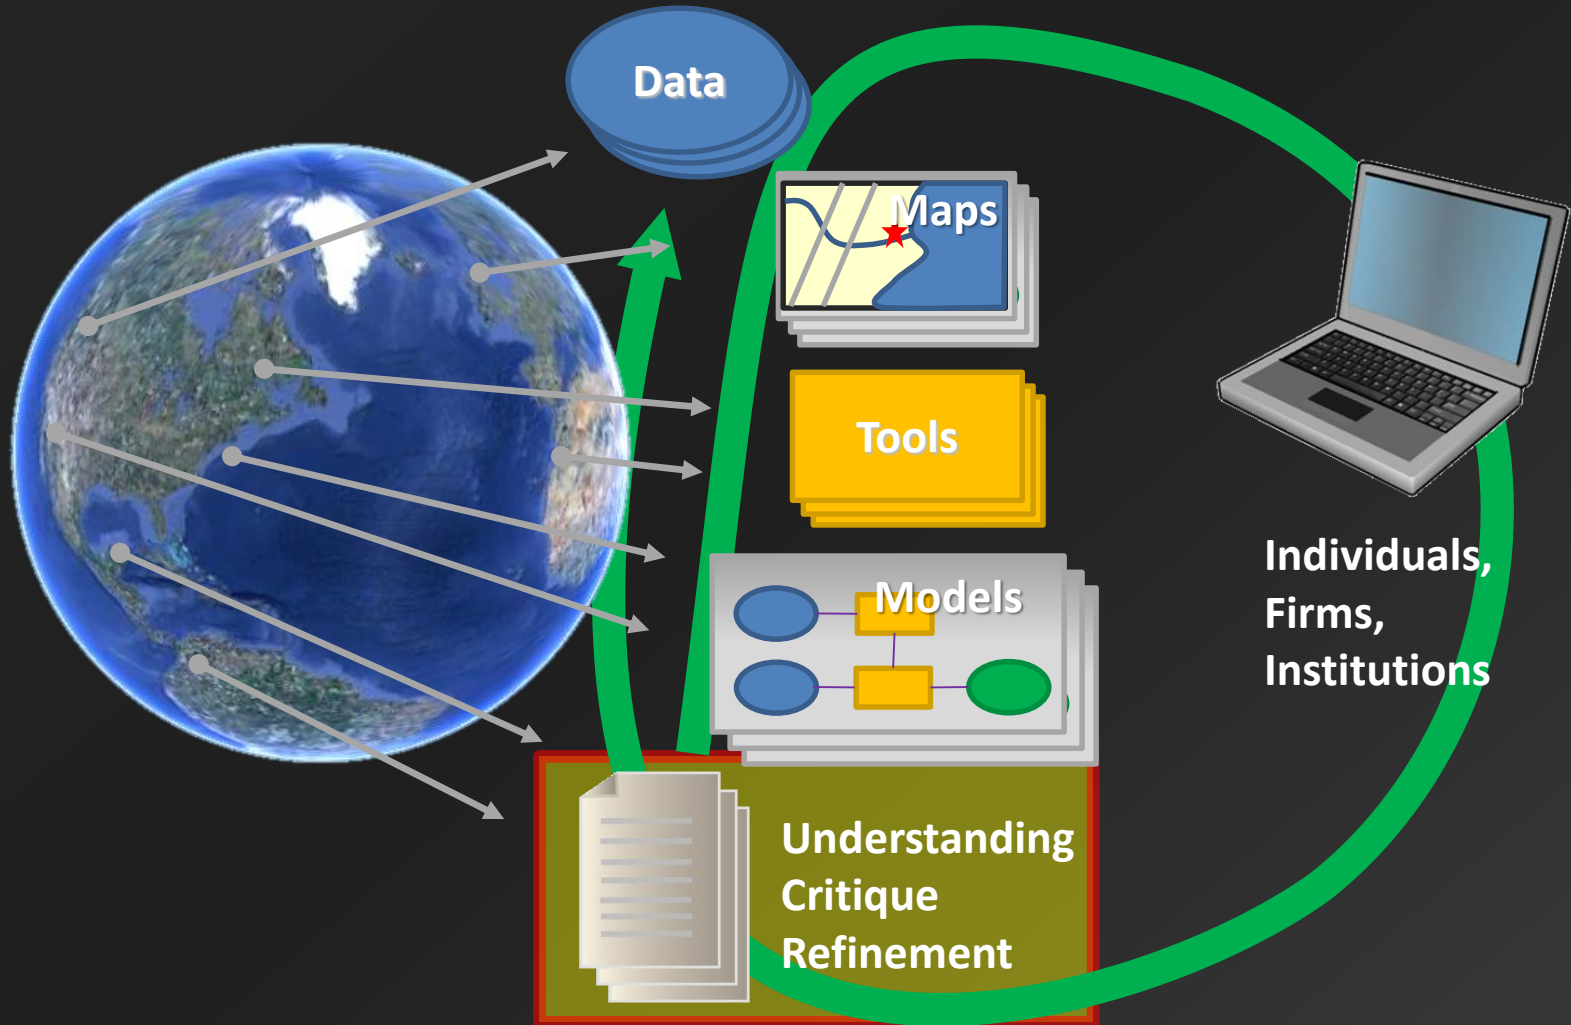 Data
Maps
Tools
Models
Individuals,
Firms,
Institutions
Understanding
Critique
Refinement